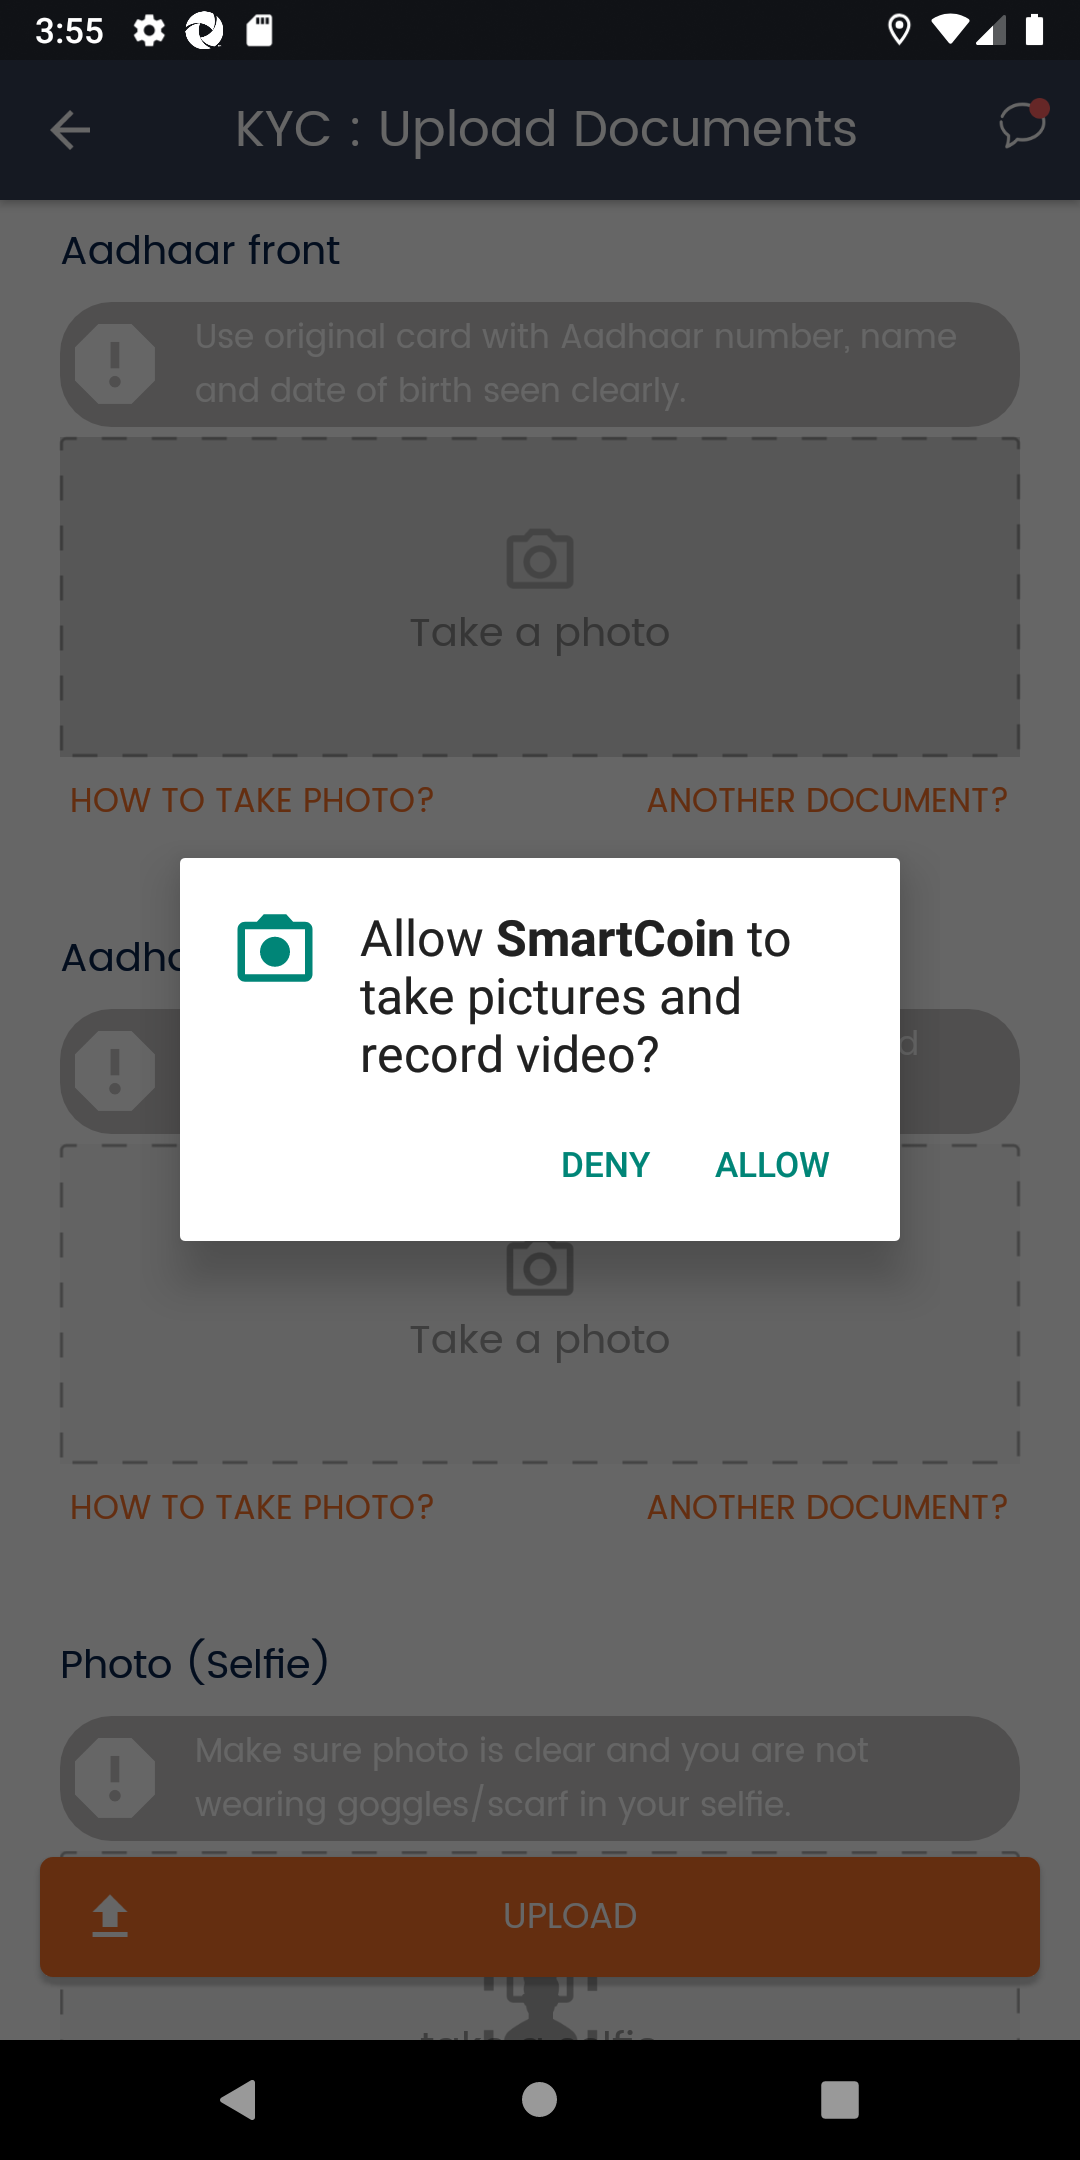 3:55
KYC : Upload Documents
Aadhaar front
Use original card with Aadhaar number, name
and date of birth seen clearly.
Take a photo
HOW TO TAKE PHOTO?
ANOTHER DOCUMENT?
Allow SmartCoin to
take pictures and
record video?
DENY
ALLOW
Take a photo
HOW TO TAKE PHOTO?
ANOTHER DOCUMENT?
Photo (Selfie)
Make sure photo is clear and you are not
wearing goggles/scarf in your selfie.
UPLOAD